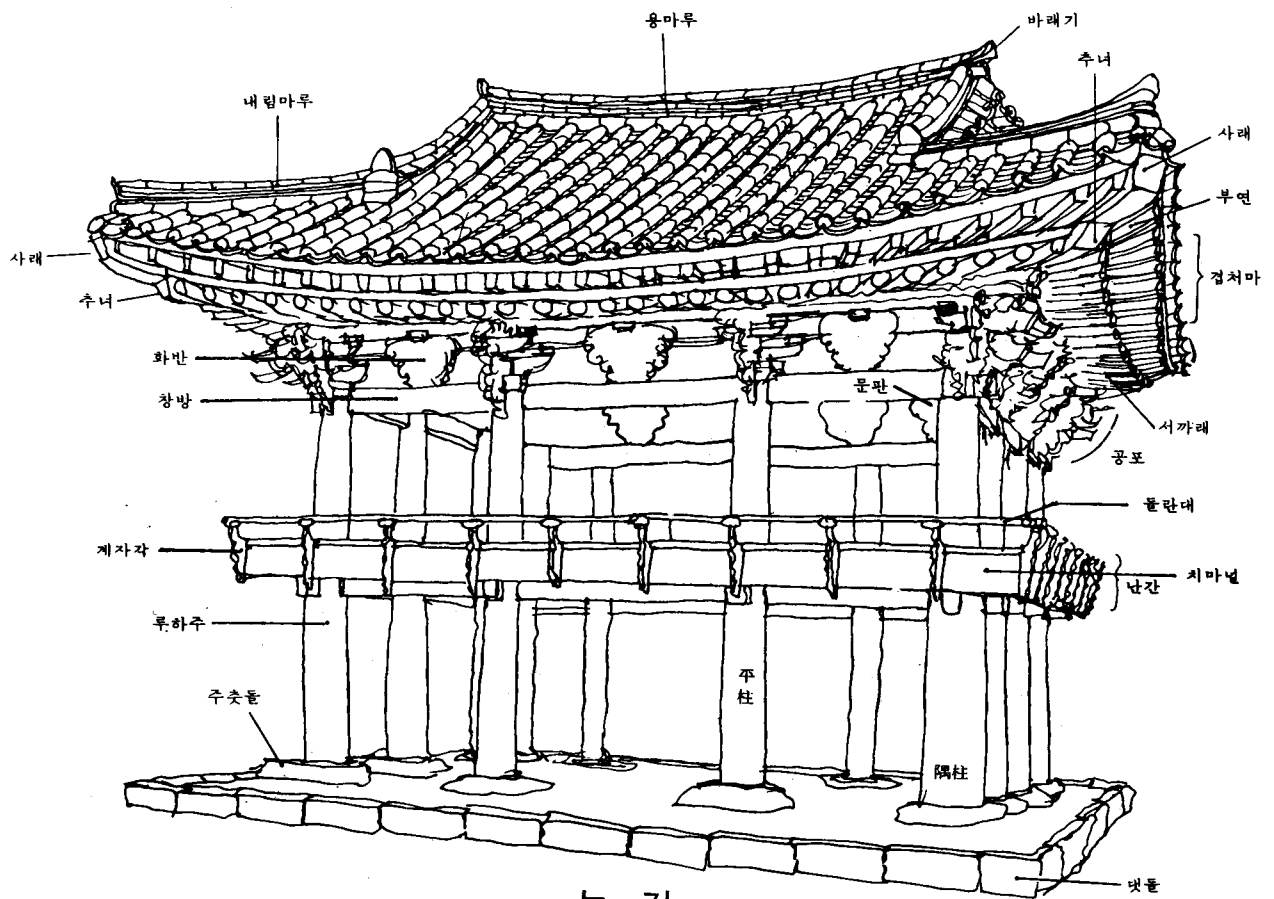 용마루
바래기
추녀
내림마루
사래
부연
사래
겹처마
추녀
화반
창방
문판
서까래
공포
돌란대
계자각
치마널
난간
루하주
平柱
주춧돌
隅柱
댓돌